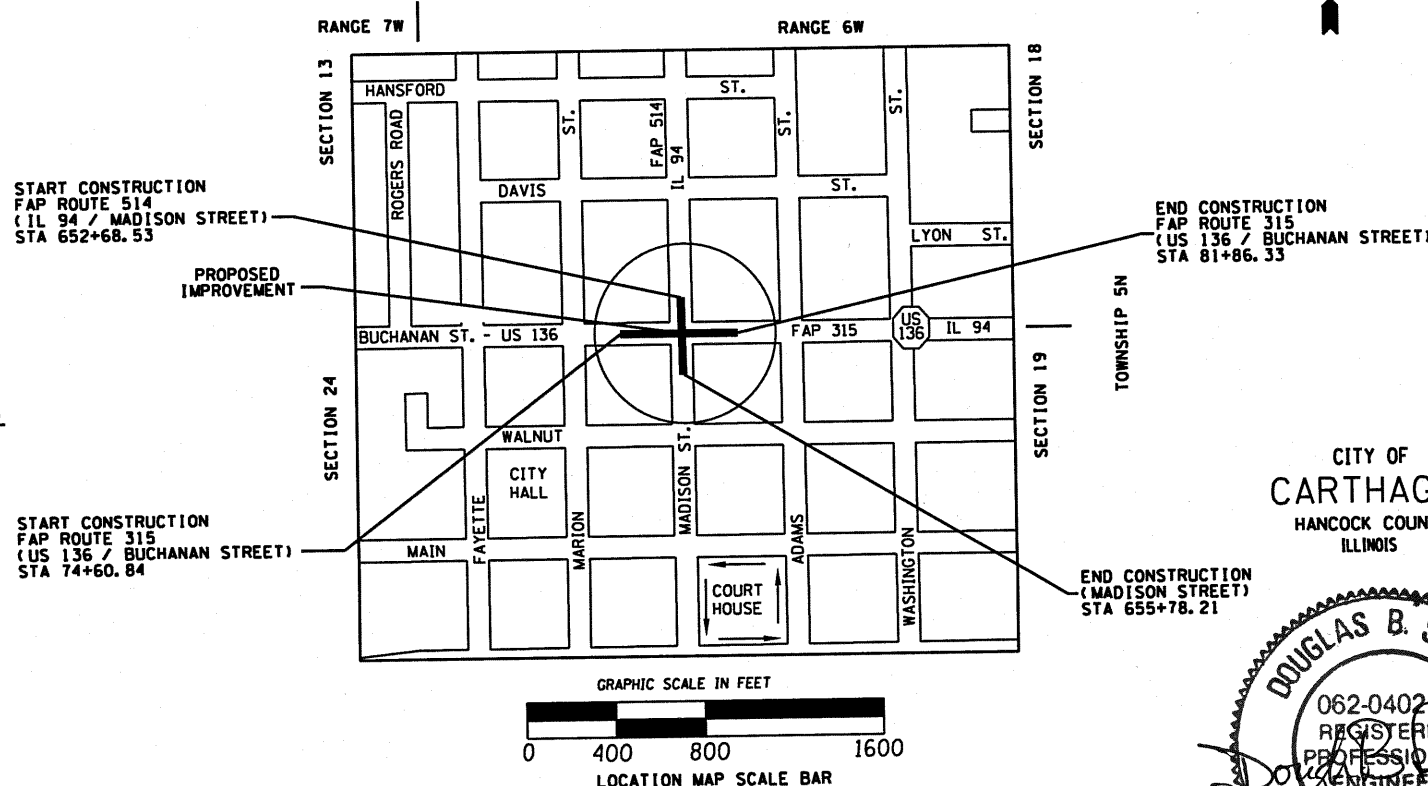 RANGE 7W
RANGE 6W
SECTION 13
SECTION 18
HANSFORD
ST.
ROGERS ROAD
ST.
FAP 514
IL 94
ST.
ST.
START CONSTRUCTION
FAP ROUTE 514
(IL 94 / MADISON STREET)
STA 652+68.53
DAVIS
ST.
END CONSTRUCTION
FAP ROUTE 315
(US 136 / BUCHANAN STREET)
STA 81+86.33
LYON ST.
PROPOSED
IMPROVEMENT
BUCHANAN ST. - US 136
FAP 315
US
136
IL 94
TOWNSHIP 5N
SECTION 24
SECTION 19
WALNUT
CITY
HALL
MADISON ST.
CITY OF
CARTHAG
HANCOCK COUN
ILLINOIS
START CONSTRUCTION
FAP ROUTE 315
(US 136 / BUCHANAN STREET)
STA 74+60.84
MAIN
FAYETTE
MARION
ADAMS
WASHINGTON
COURT
HOUSE
END CONSTRUCTION
(MADISON STREET)
STA 655+78.21
DOUGLAS B.
062-0402
REGISTER
PROFESSIO
ENGINEE
GRAPHIC SCALE IN FEET
0 400 800 1600
LOCATION MAP SCALE BAR